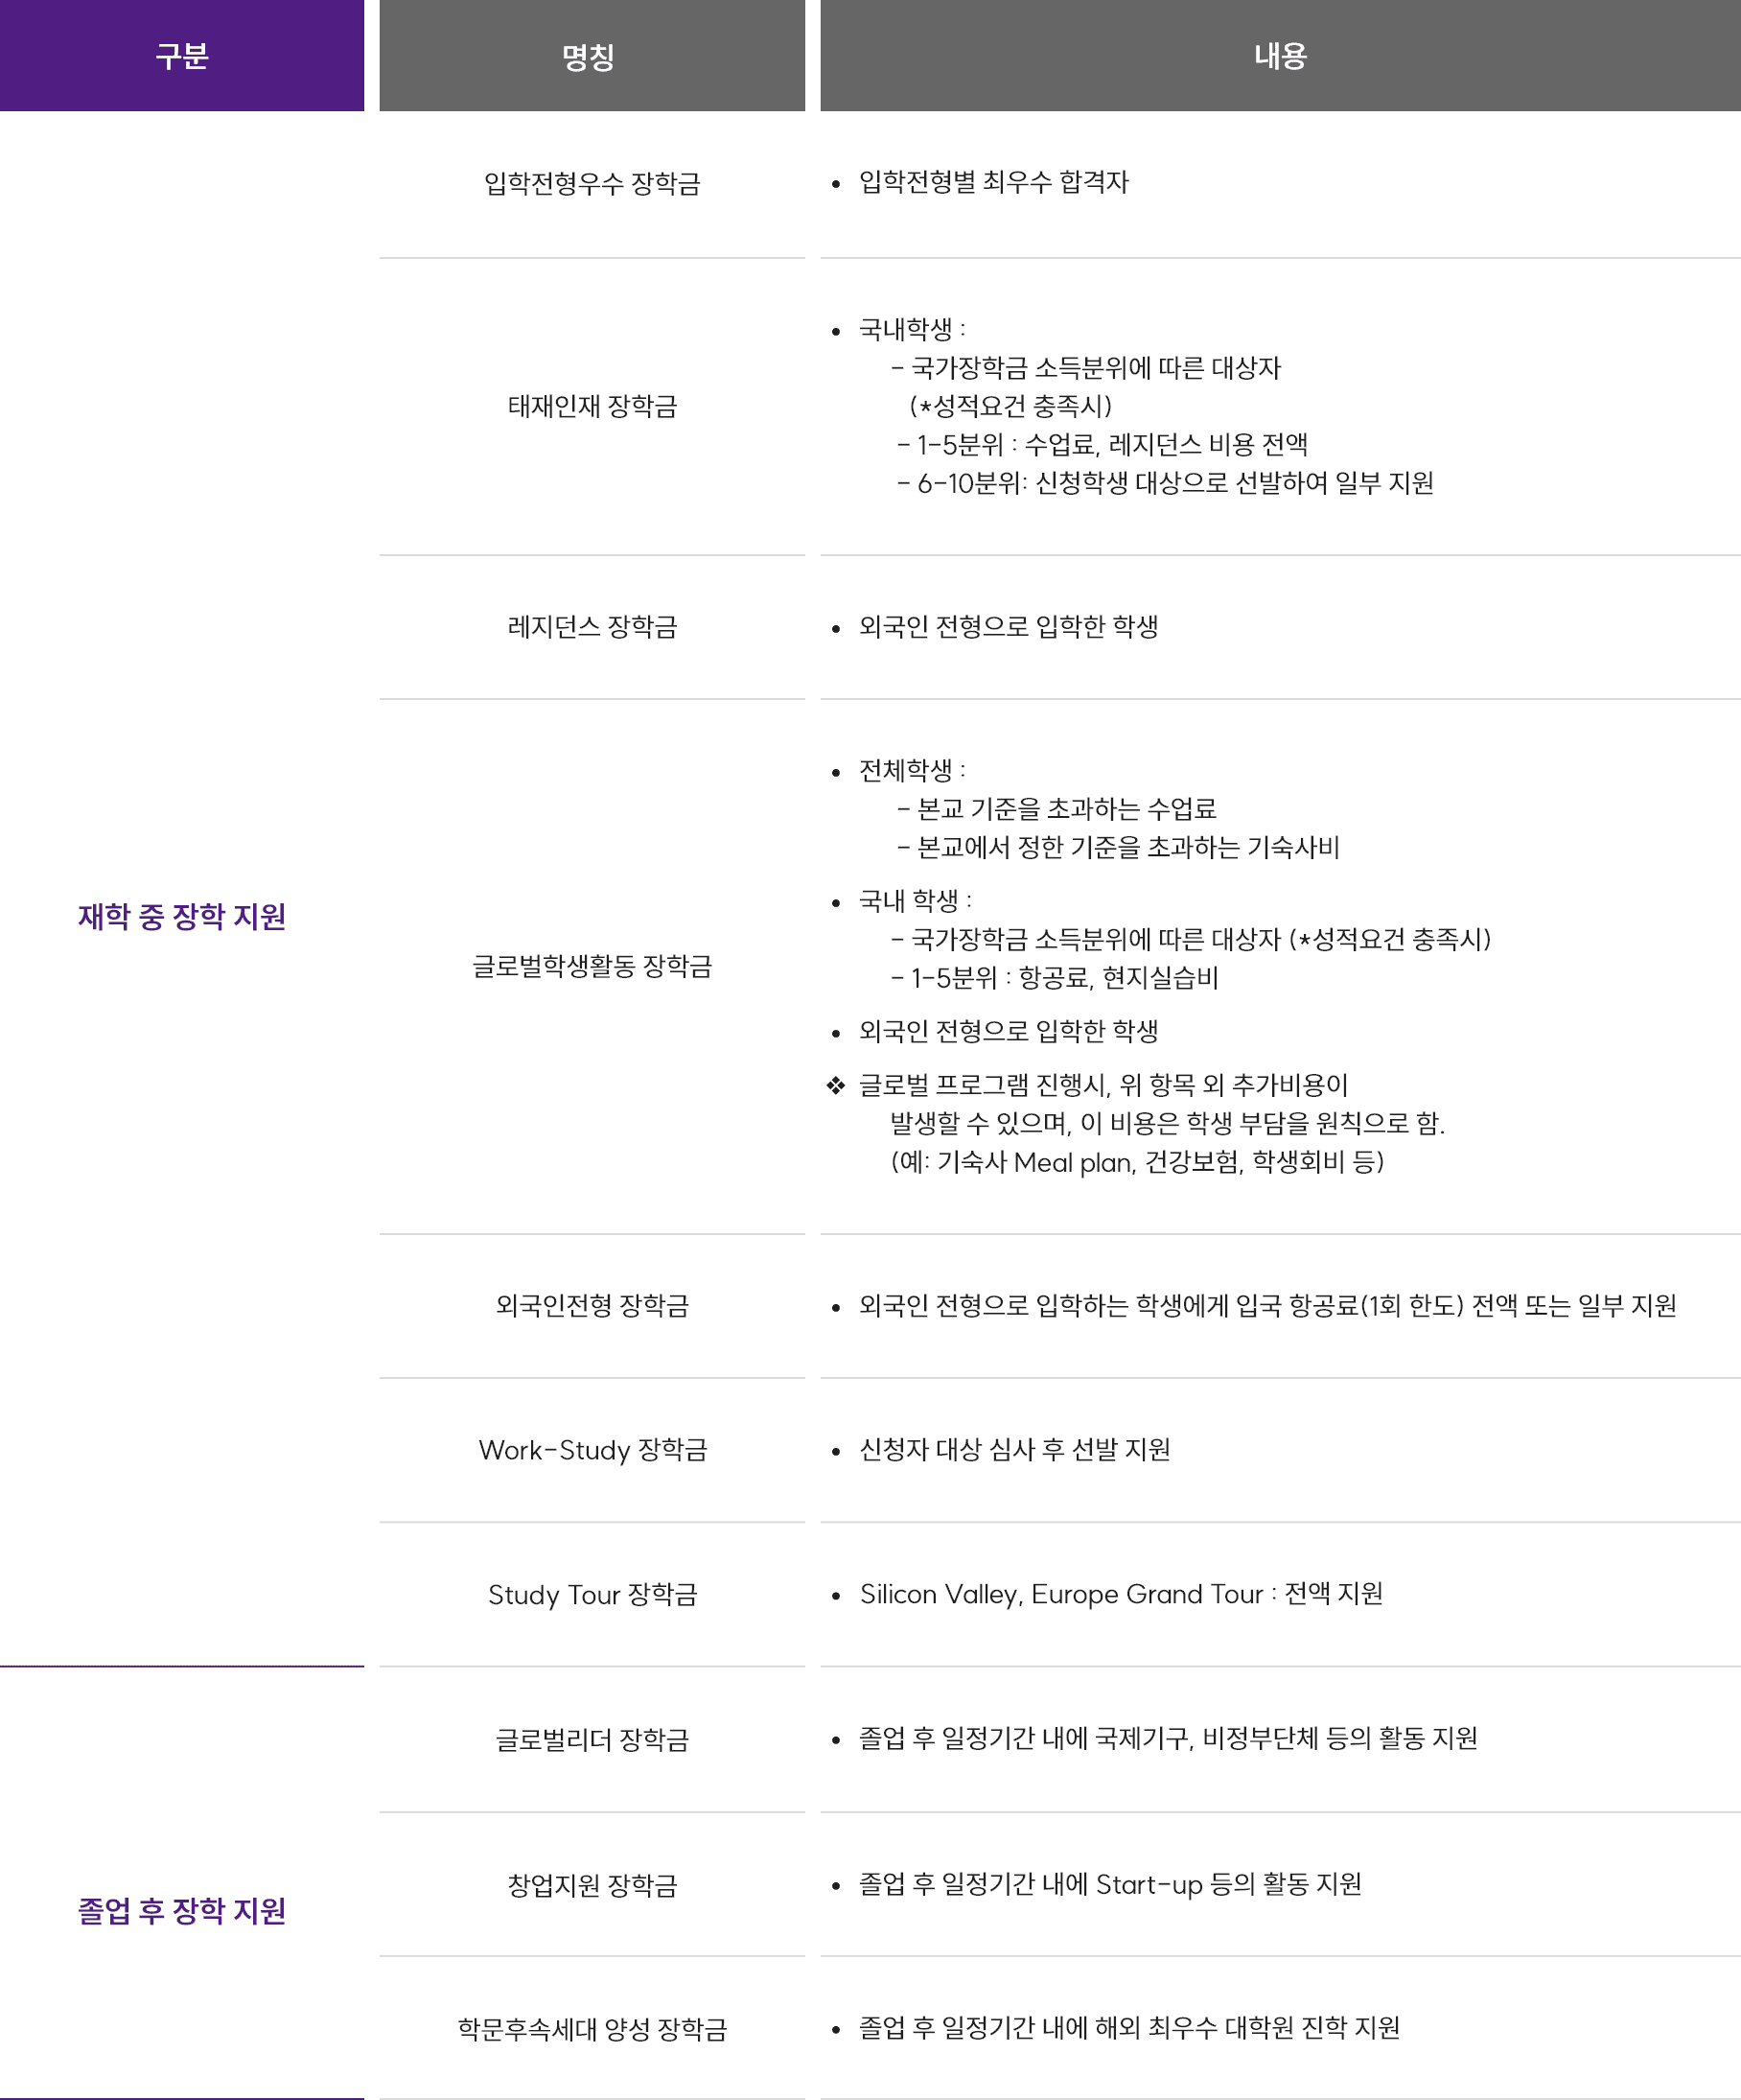 구분
명칭
내용
재학 중 장학 지원
입학전형우수 장학금
• 입학전형별 최우수 합격자
태재인재 장학금
• 국내학생 :
- 국가장학금 소득분위에 따른 대상자
(*성적요건 충족시)
- 1-5분위 : 수업료, 레지던스 비용 전액
- 6-10분위: 신청학생 대상으로 선발하여 일부 지원
레지던스 장학금
• 외국인 전형으로 입학한 학생
글로벌학생활동 장학금
• 전체학생 :
- 본교 기준을 초과하는 수업료
- 본교에서 정한 기준을 초과하는 기숙사비
• 국내 학생 :
- 국가장학금 소득분위에 따른 대상자 (*성적요건 충족시)
- 1-5분위 : 항공료, 현지실습비
• 외국인 전형으로 입학한 학생
❖ 글로벌 프로그램 진행시, 위 항목 외 추가비용이
발생할 수 있으며, 이 비용은 학생 부담을 원칙으로 함.
(예: 기숙사 Meal plan, 건강보험, 학생회비 등)
외국인전형 장학금
• 외국인 전형으로 입학하는 학생에게 입국 항공료(1회 한도) 전액 또는 일부 지원
Work-Study 장학금
• 신청자 대상 심사 후 선발 지원
Study Tour 장학금
• Silicon Valley, Europe Grand Tour : 전액 지원
졸업 후 장학 지원
글로벌리더 장학금
• 졸업 후 일정기간 내에 국제기구, 비정부단체 등의 활동 지원
창업지원 장학금
• 졸업 후 일정기간 내에 Start-up 등의 활동 지원
학문후속세대 양성 장학금
• 졸업 후 일정기간 내에 해외 최우수 대학원 진학 지원